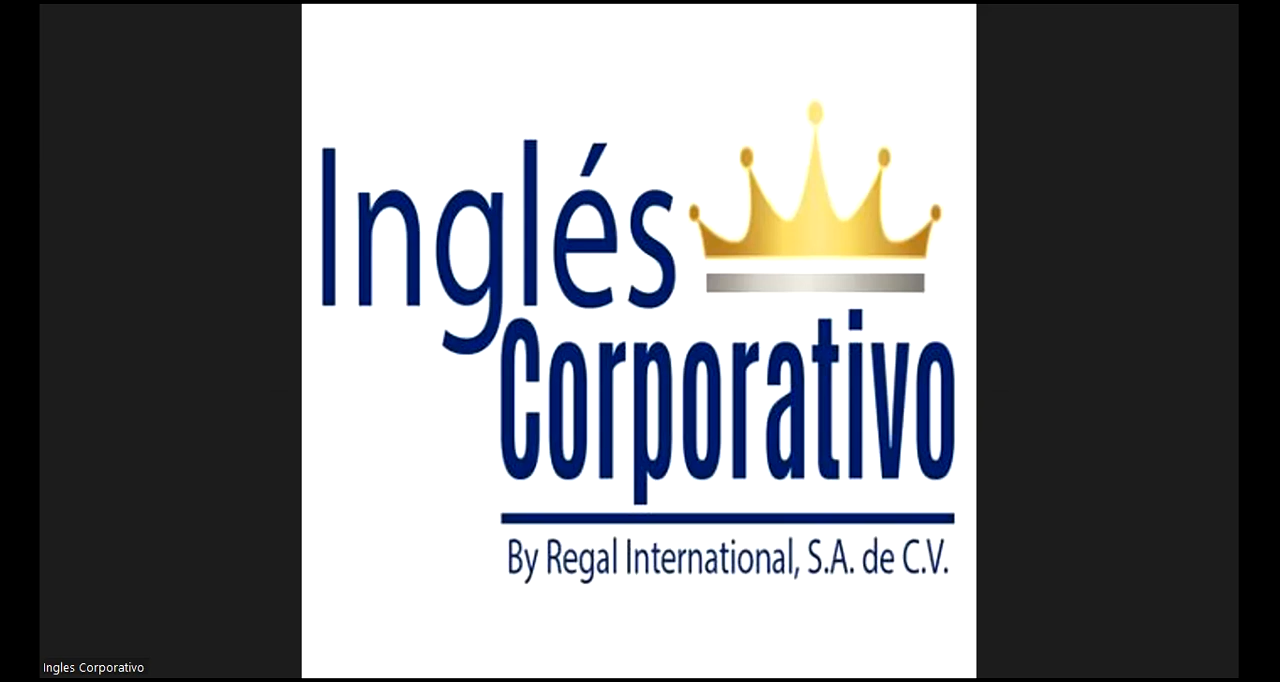 Inglés
Corporativo
By Regal International, S.A. de C.V.
Ingles Corporativo